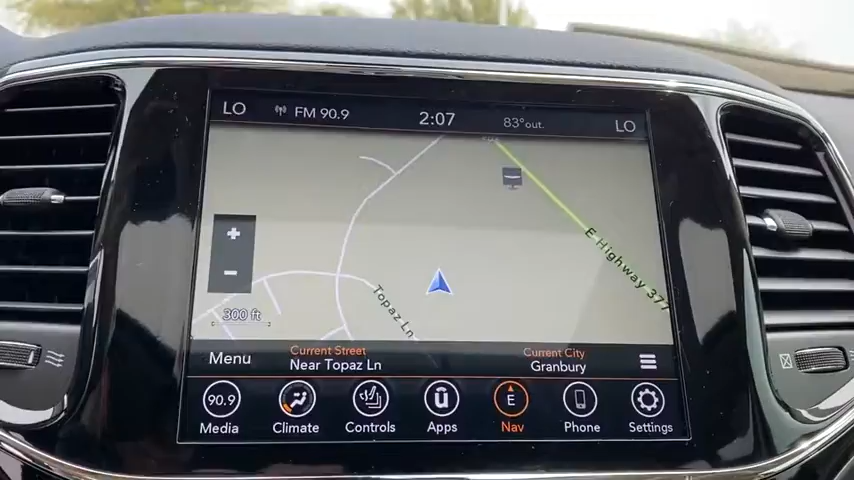 LO FM 90.9 2:07 83° out. LO
E Highway 377
+
−
300 ft
Topaz Ln
Current Street
Near Topaz Ln
Current City
Granbury
Menu
90.9
E
Media Climate Controls Apps Nav Phone Settings